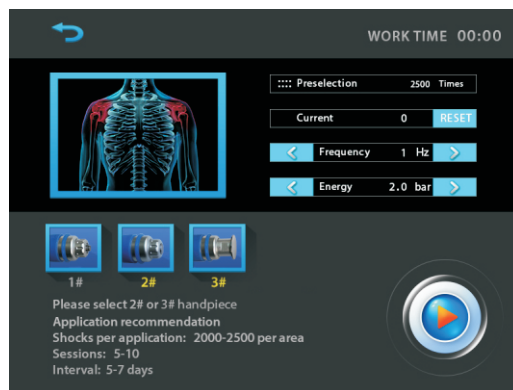 WORK TIME 00:00
:::: Preselection 2500 Times
Current 0 RESET
Frequency 1 Hz
Energy 2.0 bar
1# 2# 3#
Please select 2# or 3# handpiece
Application recommendation
Shocks per application: 2000-2500 per area
Sessions: 5-10
Interval: 5-7 days